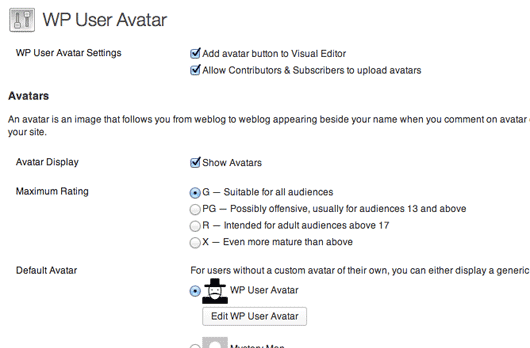 WP User Avatar
WP User Avatar Settings
Add avatar button to Visual Editor
Allow Contributors & Subscribers to upload avatars
Avatars
An avatar is an image that follows you from weblog to weblog appearing beside your name when you comment on avatar
your site.
Avatar Display
Show Avatars
Maximum Rating
G — Suitable for all audiences
PG — Possibly offensive, usually for audiences 13 and above
R — Intended for adult audiences above 17
X — Even more mature than above
Default Avatar
For users without a custom avatar of their own, you can either display a generic
WP User Avatar
Edit WP User Avatar